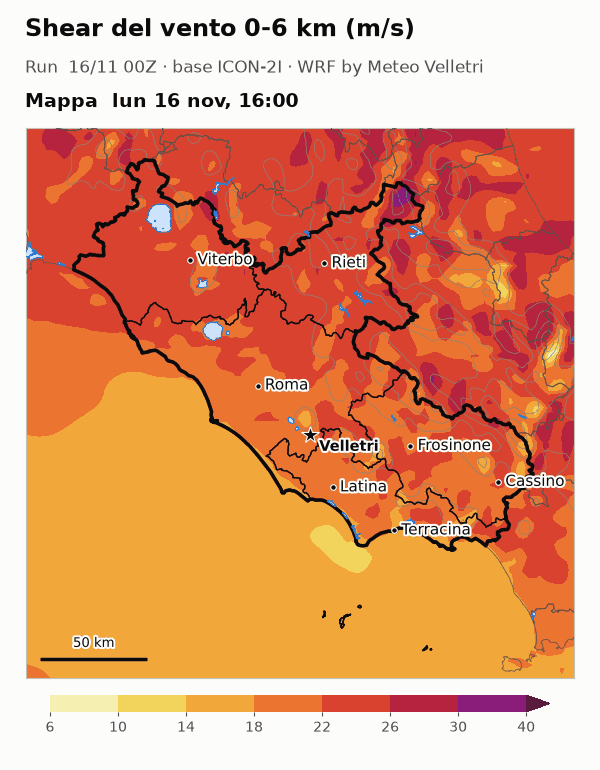 Shear del vento 0-6 km (m/s)
Run  16/11 00Z · base ICON-2I · WRF by Meteo Velletri
Mappa  lun 16 nov, 16:00
Viterbo
Rieti
Roma
Velletri
Frosinone
Latina
Cassino
Terracina
50 km
6 10 14 18 22 26 30 40